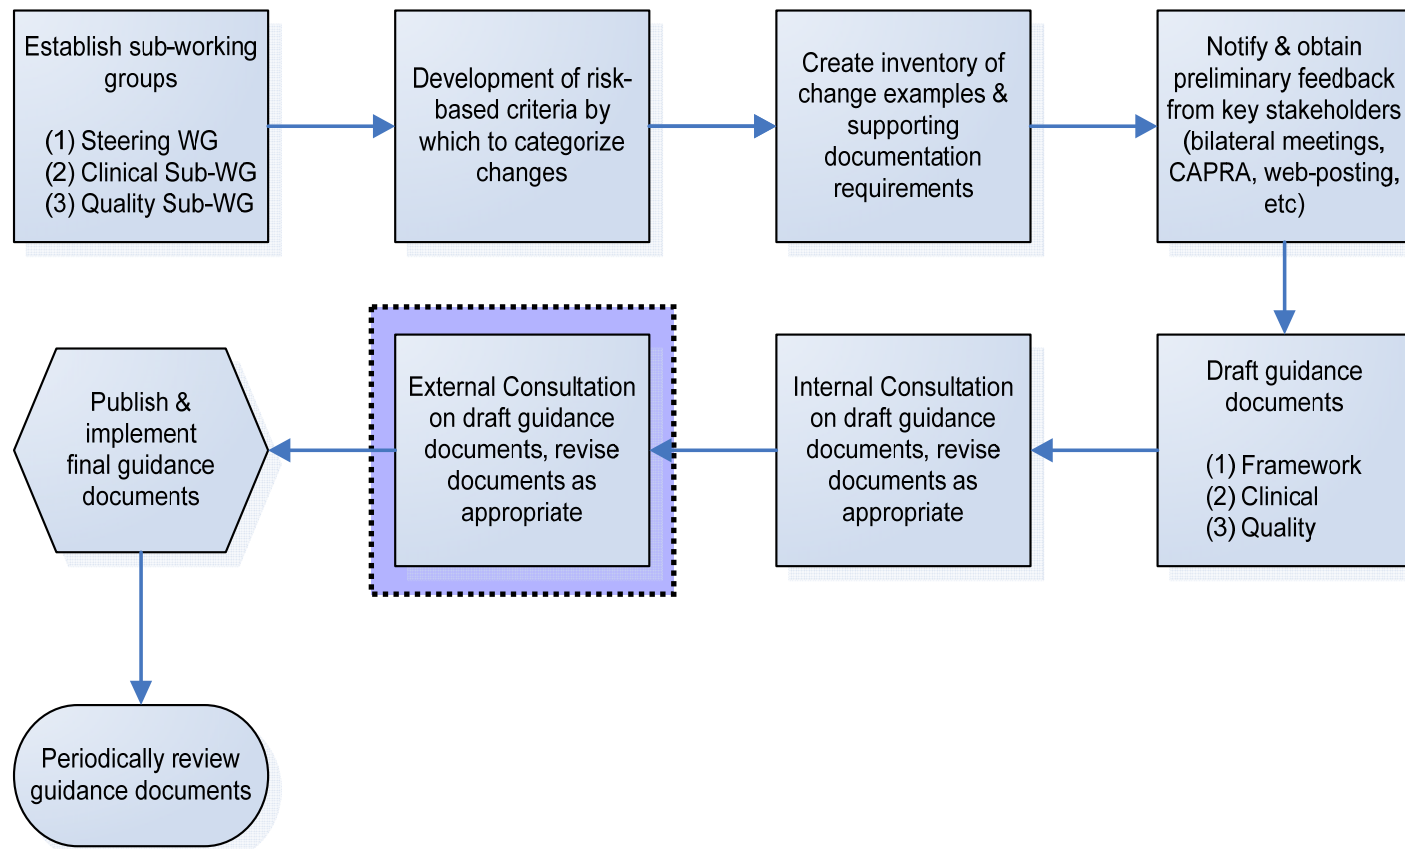 Establish sub-working
groups
(1) Steering WG
(2) Clinical Sub-WG
(3) Quality Sub-WG
Development of risk-
based criteria by
which to categorize
changes
Create inventory of
change examples &
supporting
documentation
requirements
Notify & obtain
preliminary feedback
from key stakeholders
(bilateral meetings,
CAPRA, web-posting,
etc)
Draft guidance
documents
(1) Framework
(2) Clinical
(3) Quality
Internal Consultation
on draft guidance
documents, revise
documents as
appropriate
External Consultation
on draft guidance
documents, revise
documents as
appropriate
Publish &
implement
final guidance
documents
Periodically review
guidance documents